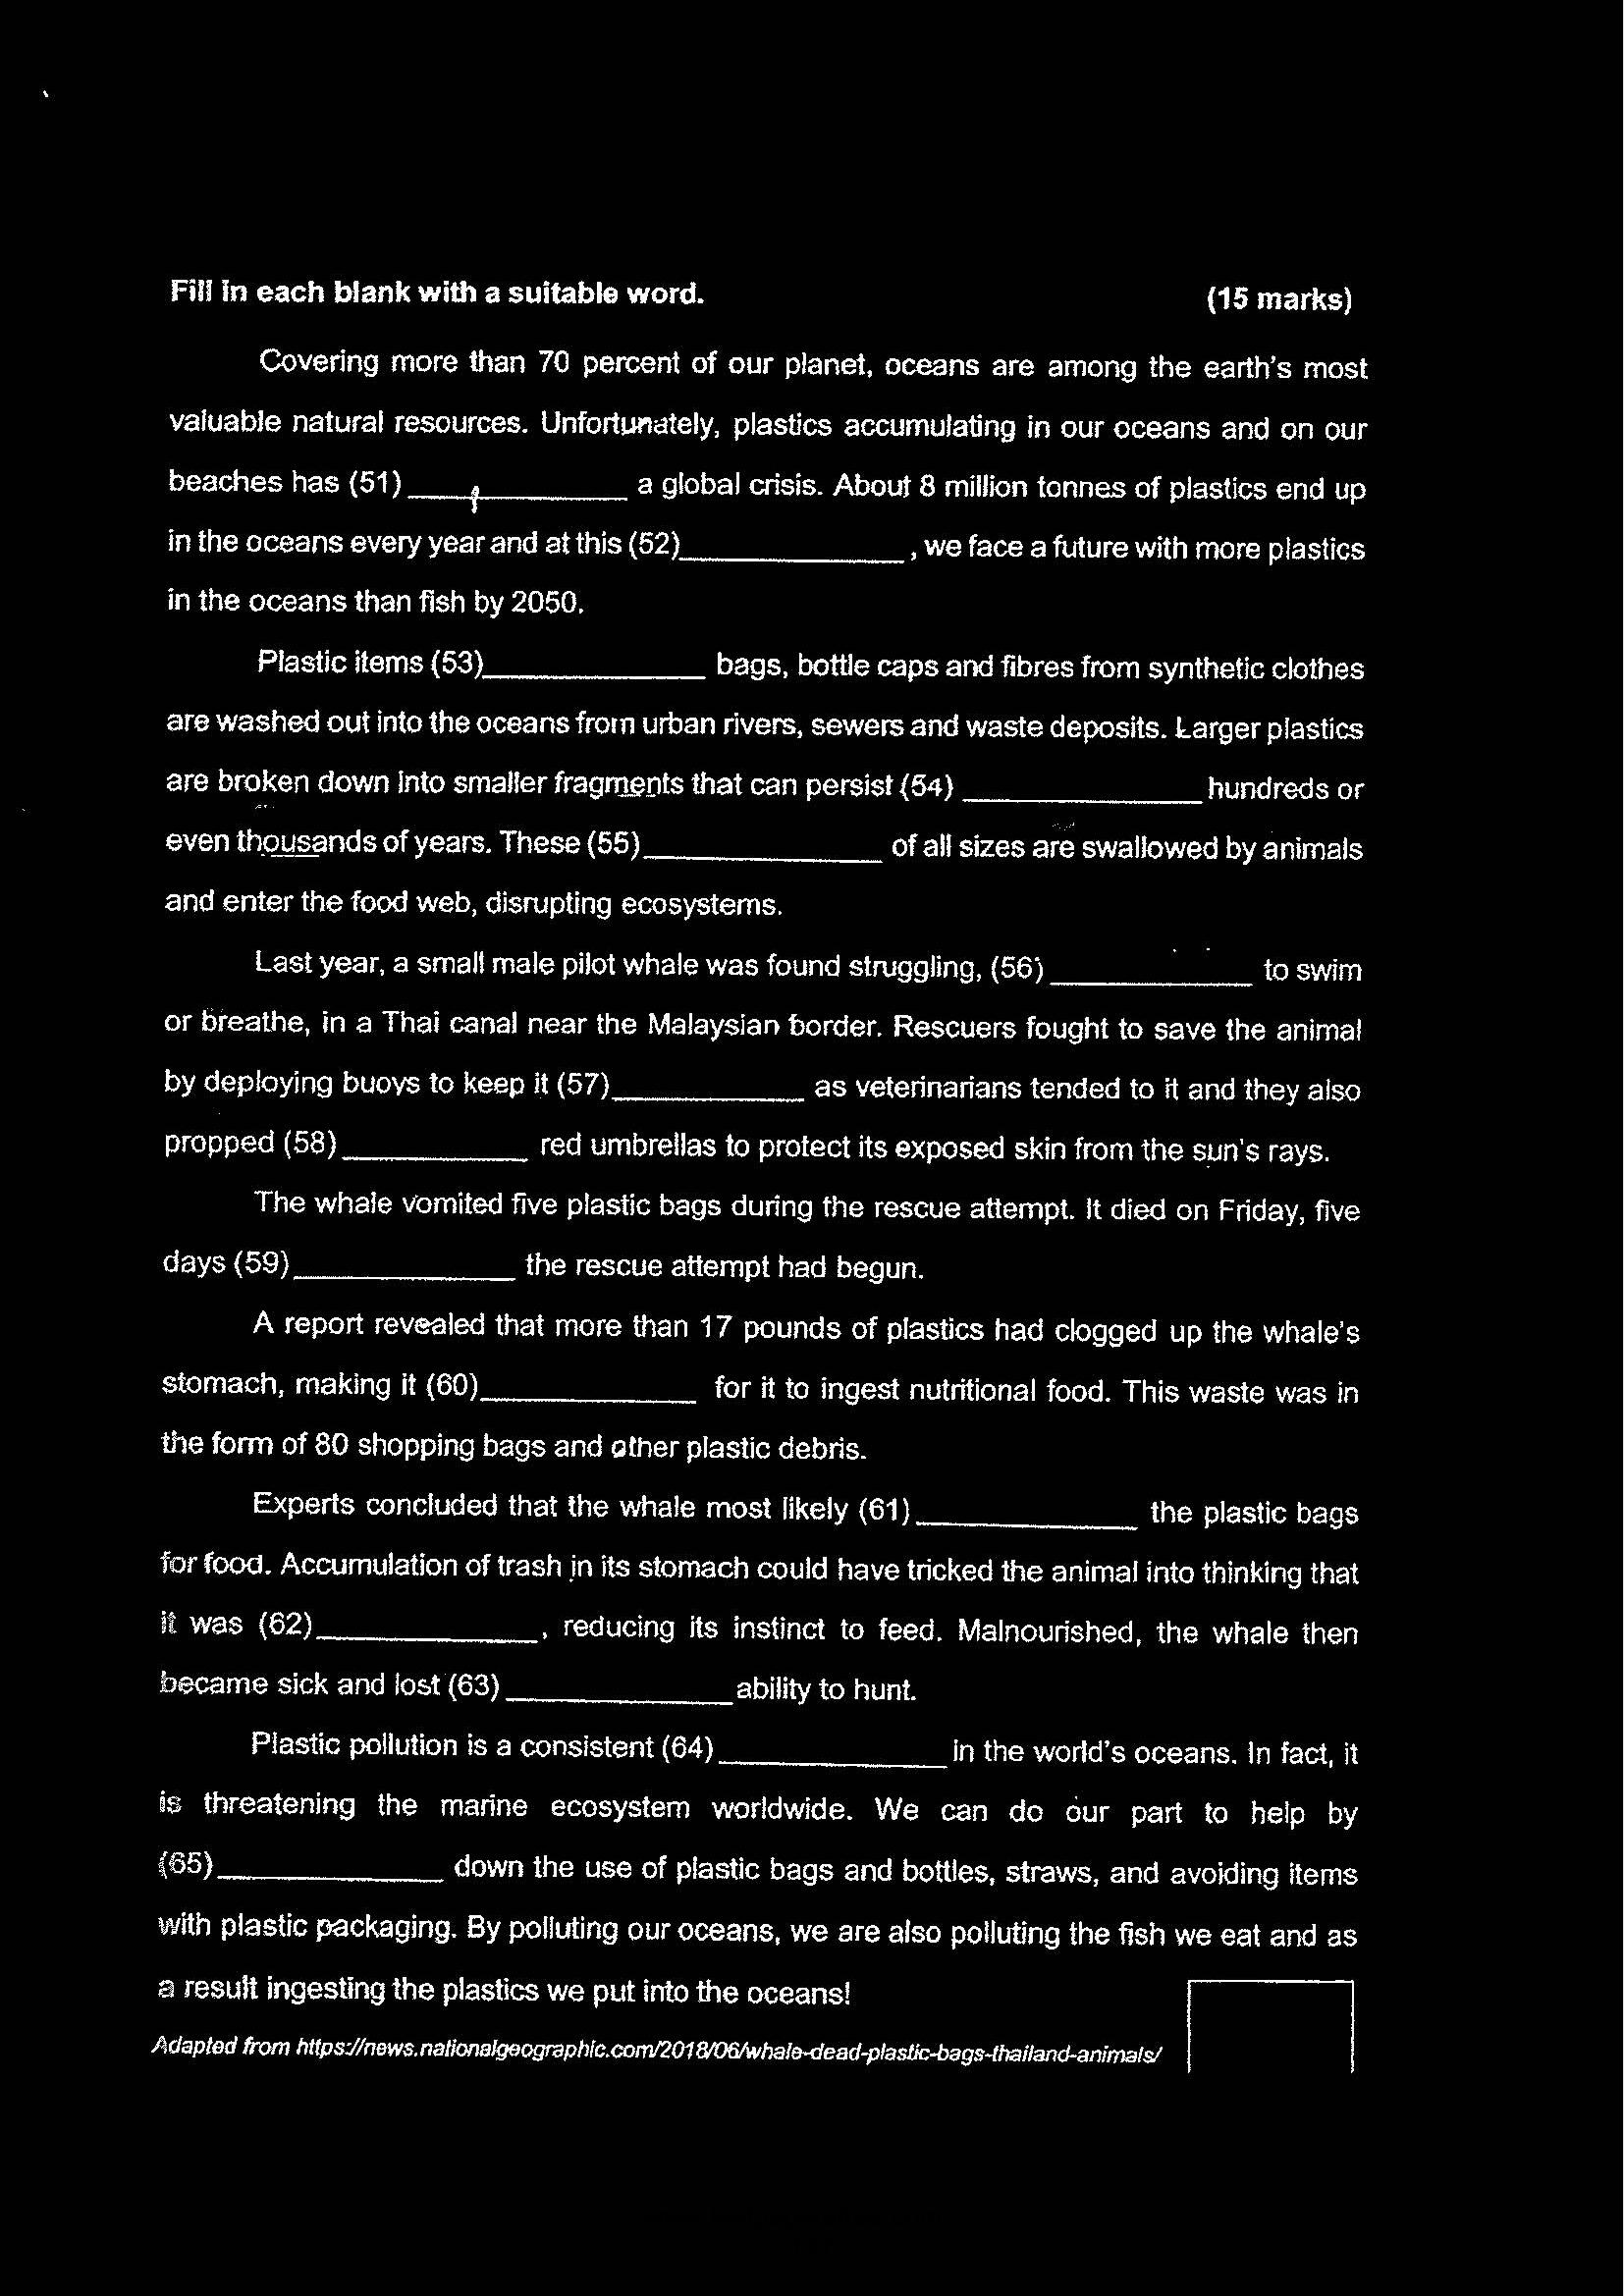 Fill in each blank with a suitable word. (15 marks)
Covering more than 70 percent of our planet, oceans are among the earth's most
valuable natural resources. Unfortunately, plastics accumulating in our oceans and on our
beaches has (51)____________ a global crisis. About 8 million tonnes of plastics end up
in the oceans every year and at this (52)____________, we face a future with more plastics
in the oceans than fish by 2050.
Plastic items (53)____________ bags, bottle caps and fibres from synthetic clothes
are washed out into the oceans from urban rivers, sewers and waste deposits. Larger plastics
are broken down into smaller fragments that can persist (54) ____________ hundreds or
even thousands of years. These (55)____________ of all sizes are swallowed by animals
and enter the food web, disrupting ecosystems.
Last year, a small male pilot whale was found struggling, (56) ____________ to swim
or breathe, in a Thai canal near the Malaysian border. Rescuers fought to save the animal
by deploying buoys to keep it (57)____________ as veterinarians tended to it and they also
propped (58)____________ red umbrellas to protect its exposed skin from the sun's rays.
The whale vomited five plastic bags during the rescue attempt. It died on Friday, five
days (59)____________ the rescue attempt had begun.
A report revealed that more than 17 pounds of plastics had clogged up the whale's
stomach, making it (60)____________ for it to ingest nutritional food. This waste was in
the form of 80 shopping bags and other plastic debris.
Experts concluded that the whale most likely (61)____________ the plastic bags
for food. Accumulation of trash in its stomach could have tricked the animal into thinking that
it was (62)____________, reducing its instinct to feed. Malnourished, the whale then
became sick and lost (63)____________ ability to hunt.
Plastic pollution is a consistent (64)____________ in the world's oceans. In fact, it
is threatening the marine ecosystem worldwide. We can do our part to help by
(65)____________ down the use of plastic bags and bottles, straws, and avoiding items
with plastic packaging. By polluting our oceans, we are also polluting the fish we eat and as
a result ingesting the plastics we put into the oceans!
Adapted from https://news.nationalgeographic.com/2018/06/whale-dead-plastic-bags-thailand-animals/